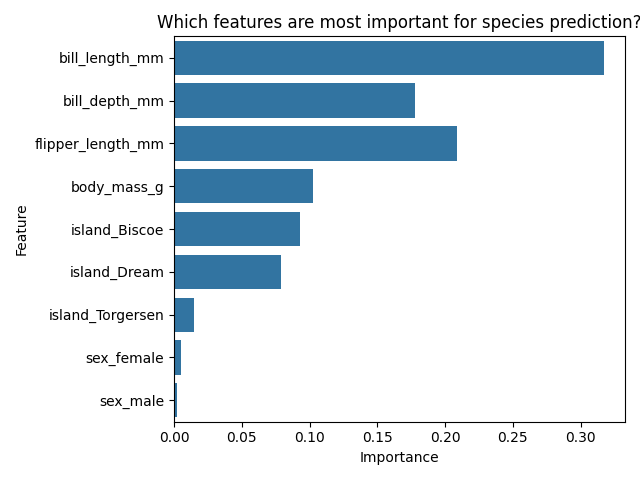 Which features are most important for species prediction?
bill_length_mm
bill_depth_mm
flipper_length_mm
body_mass_g
island_Biscoe
island_Dream
island_Torgersen
sex_female
sex_male
Feature
0.00 0.05 0.10 0.15 0.20 0.25 0.30
Importance